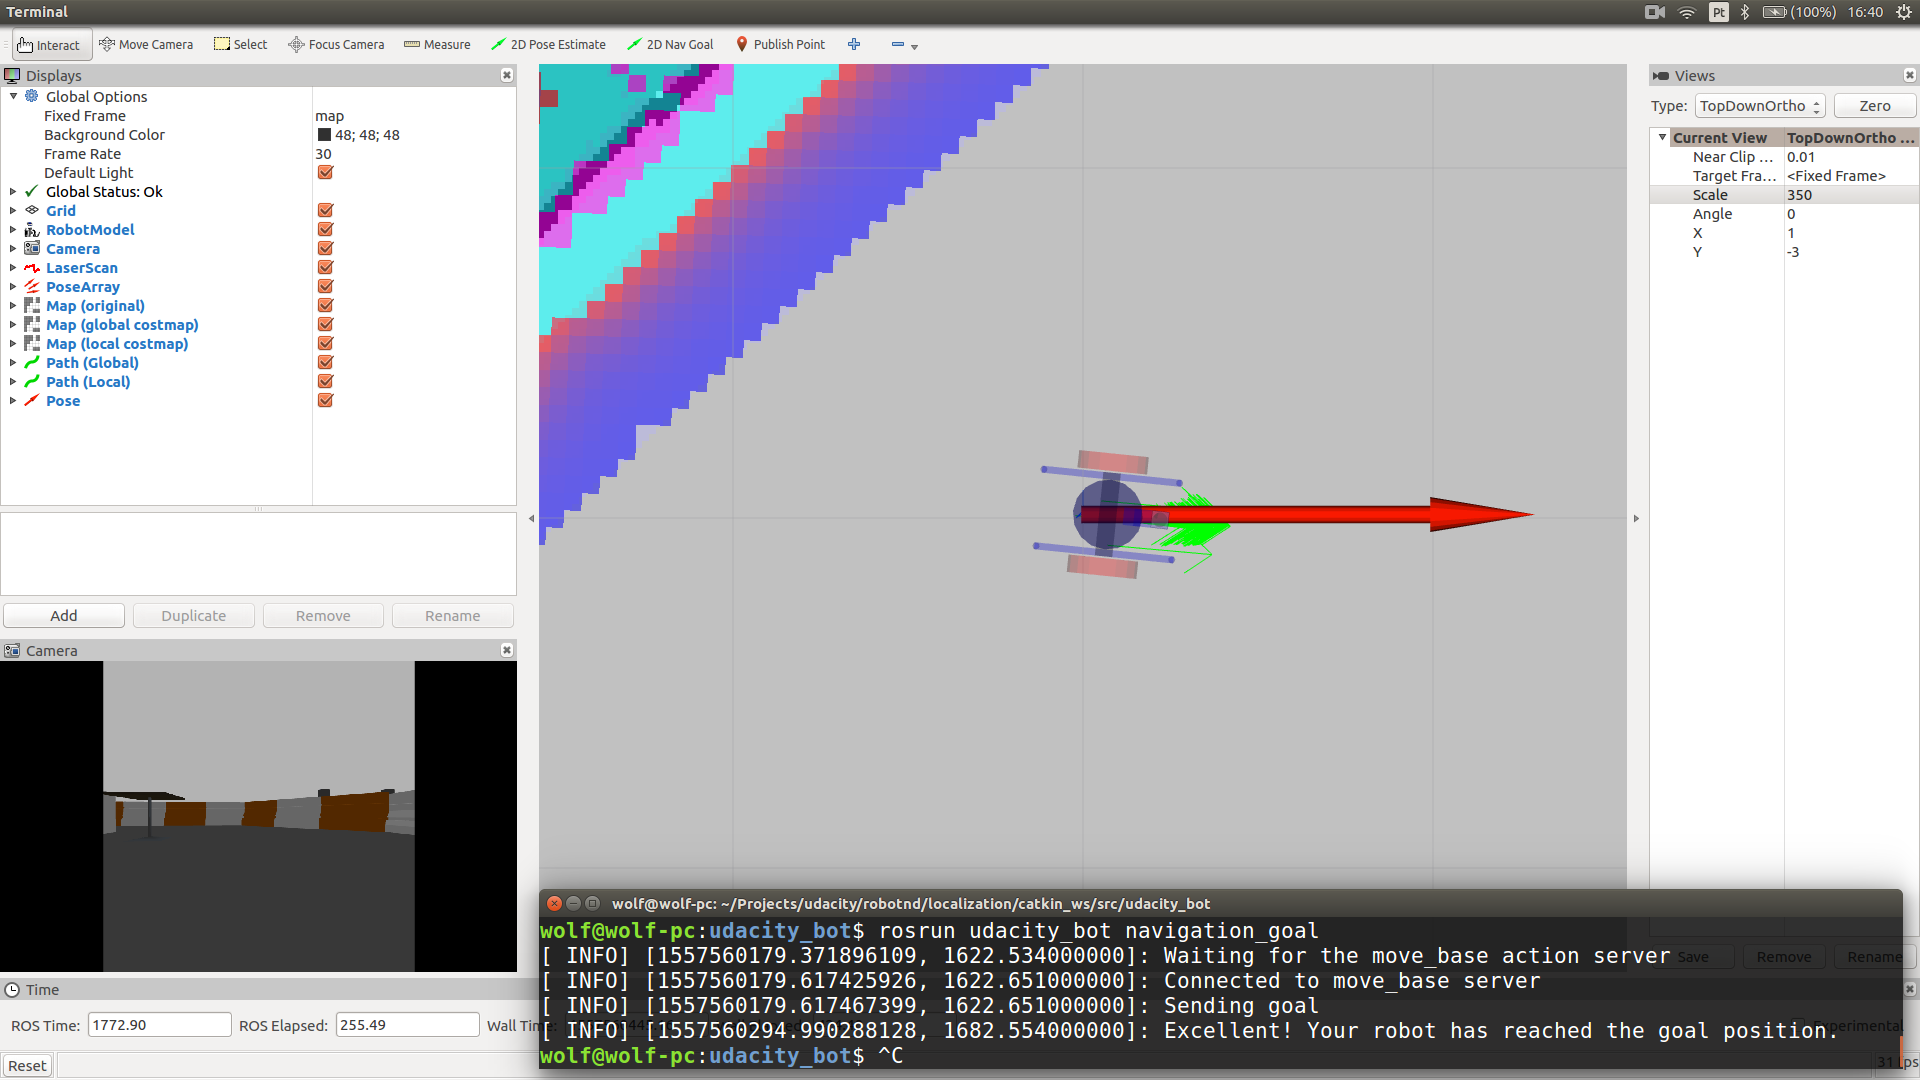 Terminal
Pt
(100%)
16:40
Interact
Move Camera
Select
Focus Camera
Measure
2D Pose Estimate
2D Nav Goal
Publish Point
Displays
Global Options
Fixed Frame map
Background Color 48; 48; 48
Frame Rate 30
Default Light
Global Status: Ok
Grid
RobotModel
Camera
LaserScan
PoseArray
Map (original)
Map (global costmap)
Map (local costmap)
Path (Global)
Path (Local)
Pose
Add
Duplicate
Remove
Rename
Camera
Views
Type: TopDownOrtho Zero
Current View TopDownOrtho ...
Near Clip ... 0.01
Target Fra... <Fixed Frame>
Scale 350
Angle 0
X 1
Y -3
Save
Remove
Rename
Time
ROS Time: 1772.90 ROS Elapsed: 255.49 Wall Time:
Experimental
Reset
wolf@wolf-pc: ~/Projects/udacity/robotnd/localization/catkin_ws/src/udacity_bot
wolf@wolf-pc:udacity_bot$ rosrun udacity_bot navigation_goal
[ INFO] [1557560179.371896109, 1622.534000000]: Waiting for the move_base action server
[ INFO] [1557560179.617425926, 1622.651000000]: Connected to move_base server
[ INFO] [1557560179.617467399, 1622.651000000]: Sending goal
[ INFO] [1557560294.990288128, 1682.554000000]: Excellent! Your robot has reached the goal position.
wolf@wolf-pc:udacity_bot$ ^C